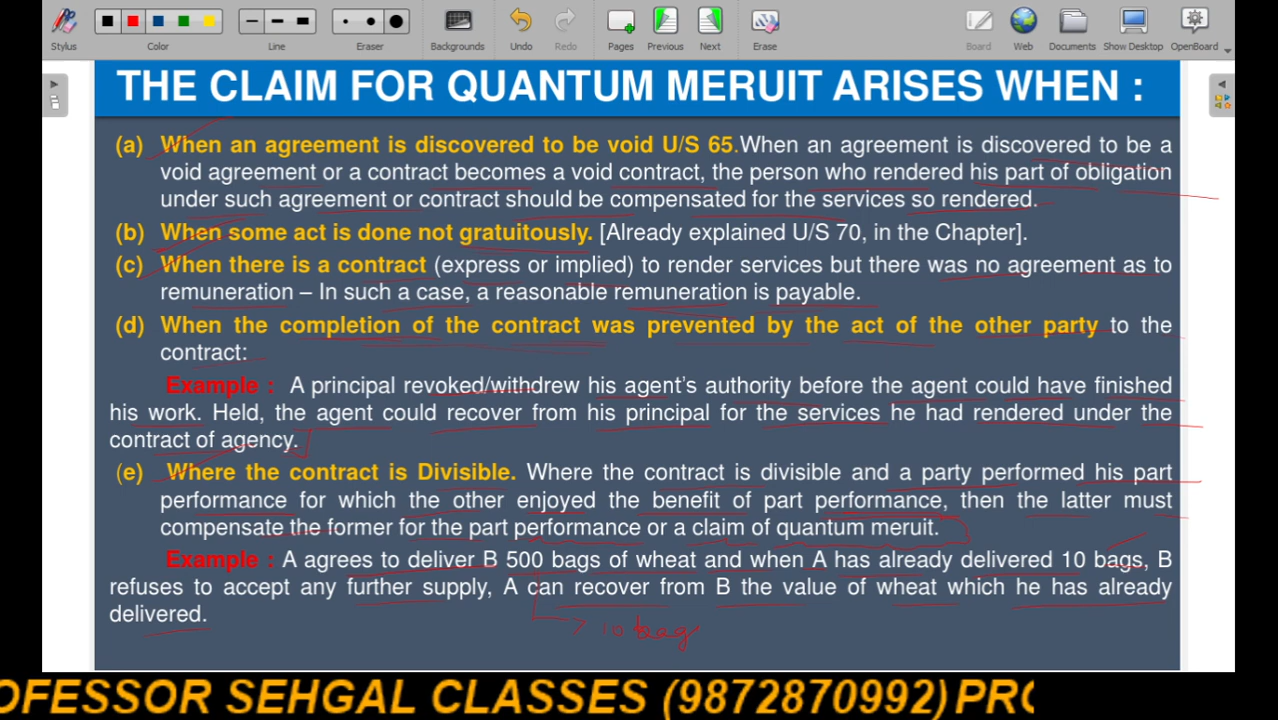 Stylus Color Line Eraser Backgrounds Undo Redo Pages Previous Next Erase Board Web Documents Show Desktop OpenBoard
THE CLAIM FOR QUANTUM MERUIT ARISES WHEN :
(a) When an agreement is discovered to be void U/S 65.When an agreement is discovered to be a
void agreement or a contract becomes a void contract, the person who rendered his part of obligation
under such agreement or contract should be compensated for the services so rendered.
(b) When some act is done not gratuitously. [Already explained U/S 70, in the Chapter].
(c) When there is a contract (express or implied) to render services but there was no agreement as to
remuneration – In such a case, a reasonable remuneration is payable.
(d) When the completion of the contract was prevented by the act of the other party to the
contract:
Example : A principal revoked/withdrew his agent's authority before the agent could have finished
his work. Held, the agent could recover from his principal for the services he had rendered under the
contract of agency.
(e) Where the contract is Divisible. Where the contract is divisible and a party performed his part
performance for which the other enjoyed the benefit of part performance, then the latter must
compensate the former for the part performance or a claim of quantum meruit.
Example : A agrees to deliver B 500 bags of wheat and when A has already delivered 10 bags, B
refuses to accept any further supply, A can recover from B the value of wheat which he has already
delivered.
10 bag
OFESSOR SEHGAL CLASSES (9872870992) PRO